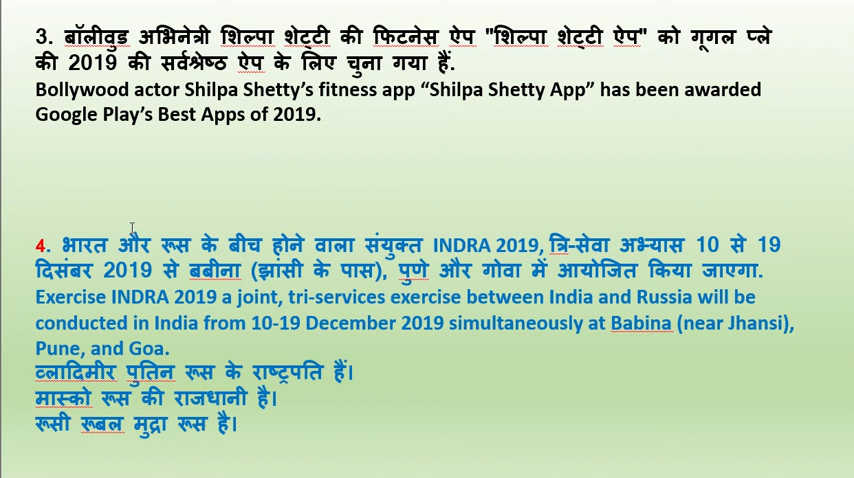 3. बॉलीवुड अभिनेत्री शिल्पा शेट्टी की फिटनेस ऐप "शिल्पा शेट्टी ऐप" को गूगल प्ले
की 2019 की सर्वश्रेष्ठ ऐप के लिए चुना गया हैं.
Bollywood actor Shilpa Shetty’s fitness app “Shilpa Shetty App” has been awarded
Google Play’s Best Apps of 2019.
4. भारत और रूस के बीच होने वाला संयुक्त INDRA 2019, त्रि-सेवा अभ्यास 10 से 19
दिसंबर 2019 से बबीना (झांसी के पास), पुणे और गोवा में आयोजित किया जाएगा.
Exercise INDRA 2019 a joint, tri-services exercise between India and Russia will be
conducted in India from 10-19 December 2019 simultaneously at Babina (near Jhansi),
Pune, and Goa.
व्लादिमीर पुतिन रूस के राष्ट्रपति हैं।
मास्को रूस की राजधानी है।
रूसी रूबल मुद्रा रूस है।